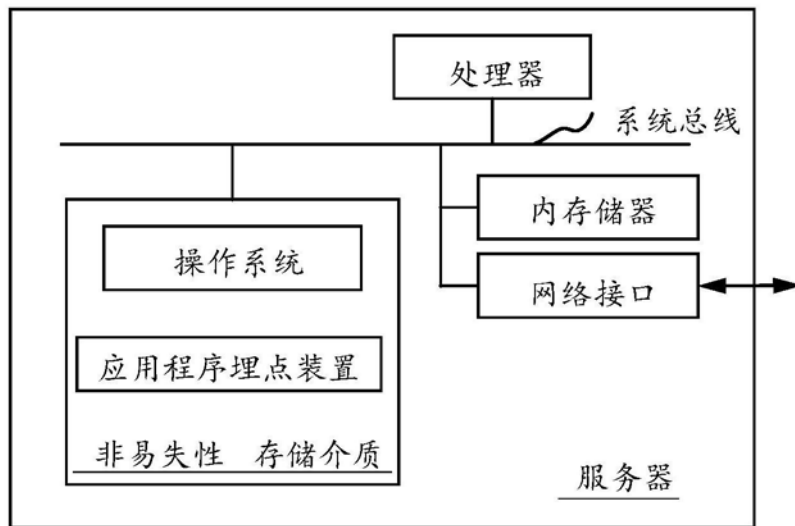 处理器
系统总线
内存储器
操作系统
网络接口
应用程序埋点装置
非易失性 存储介质
服务器